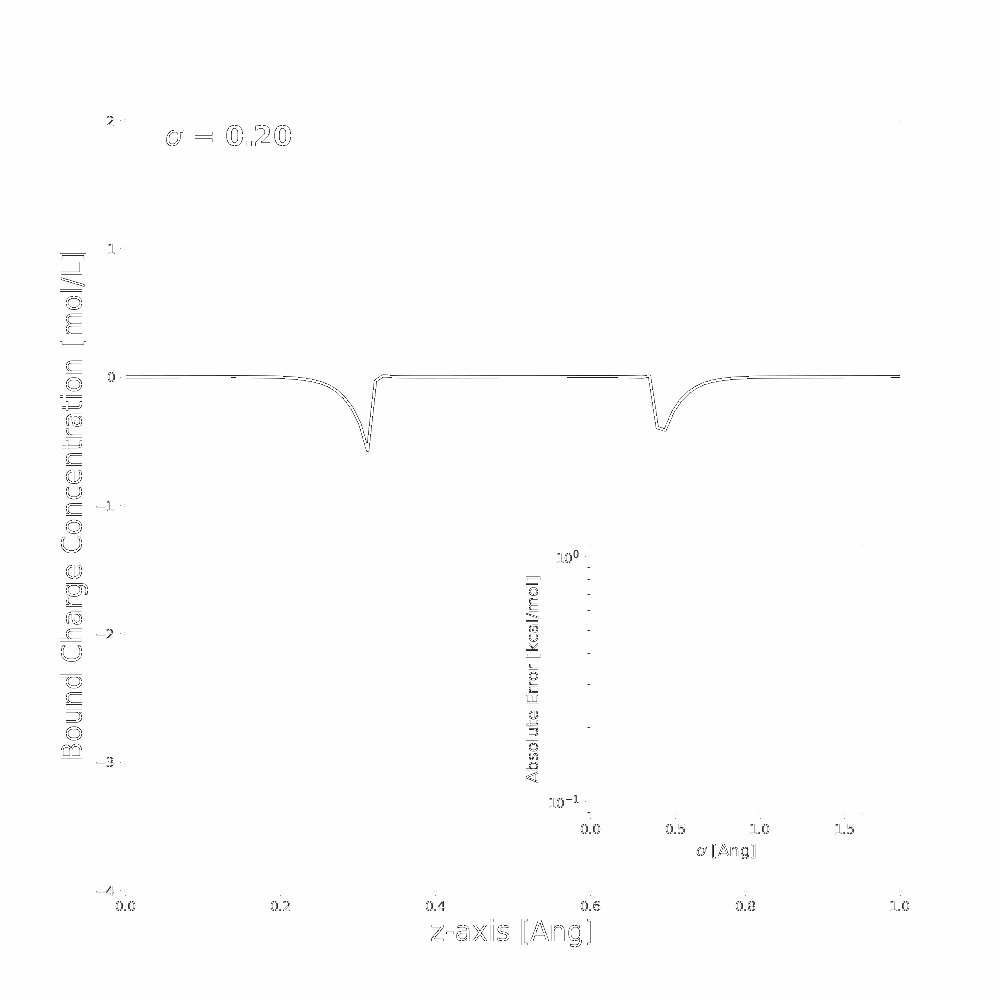 σ = 0.20
2
1
0
−1
−2
−3
−4
Bound Charge Concentration [mol/L]
0.0 0.2 0.4 0.6 0.8 1.0
z-axis [Ang]
10⁰
10⁻¹
Absolute Error [kcal/mol]
0.0 0.5 1.0 1.5
σ [Ang]